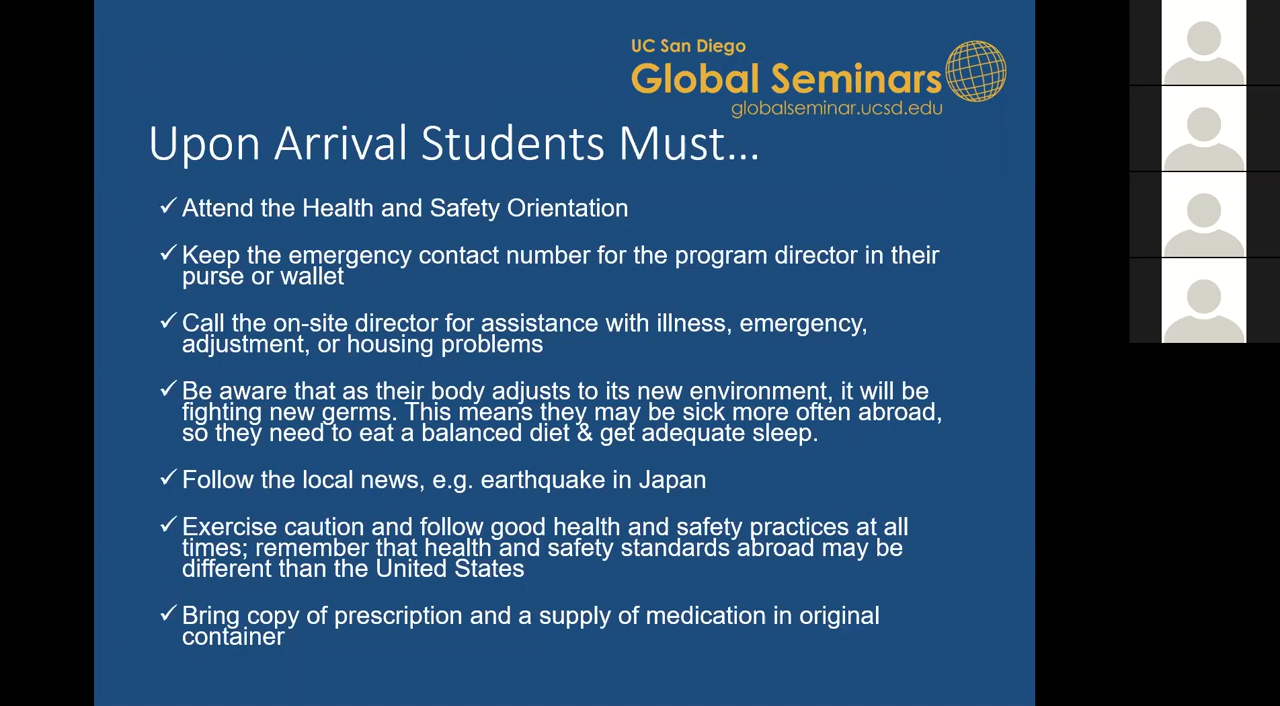 UC San Diego
Global Seminars
globalseminar.ucsd.edu
Upon Arrival Students Must...
✓ Attend the Health and Safety Orientation
✓ Keep the emergency contact number for the program director in their
purse or wallet
✓ Call the on-site director for assistance with illness, emergency,
adjustment, or housing problems
✓ Be aware that as their body adjusts to its new environment, it will be
fighting new germs. This means they may be sick more often abroad,
so they need to eat a balanced diet & get adequate sleep.
✓ Follow the local news, e.g. earthquake in Japan
✓ Exercise caution and follow good health and safety practices at all
times; remember that health and safety standards abroad may be
different than the United States
✓ Bring copy of prescription and a supply of medication in original
container